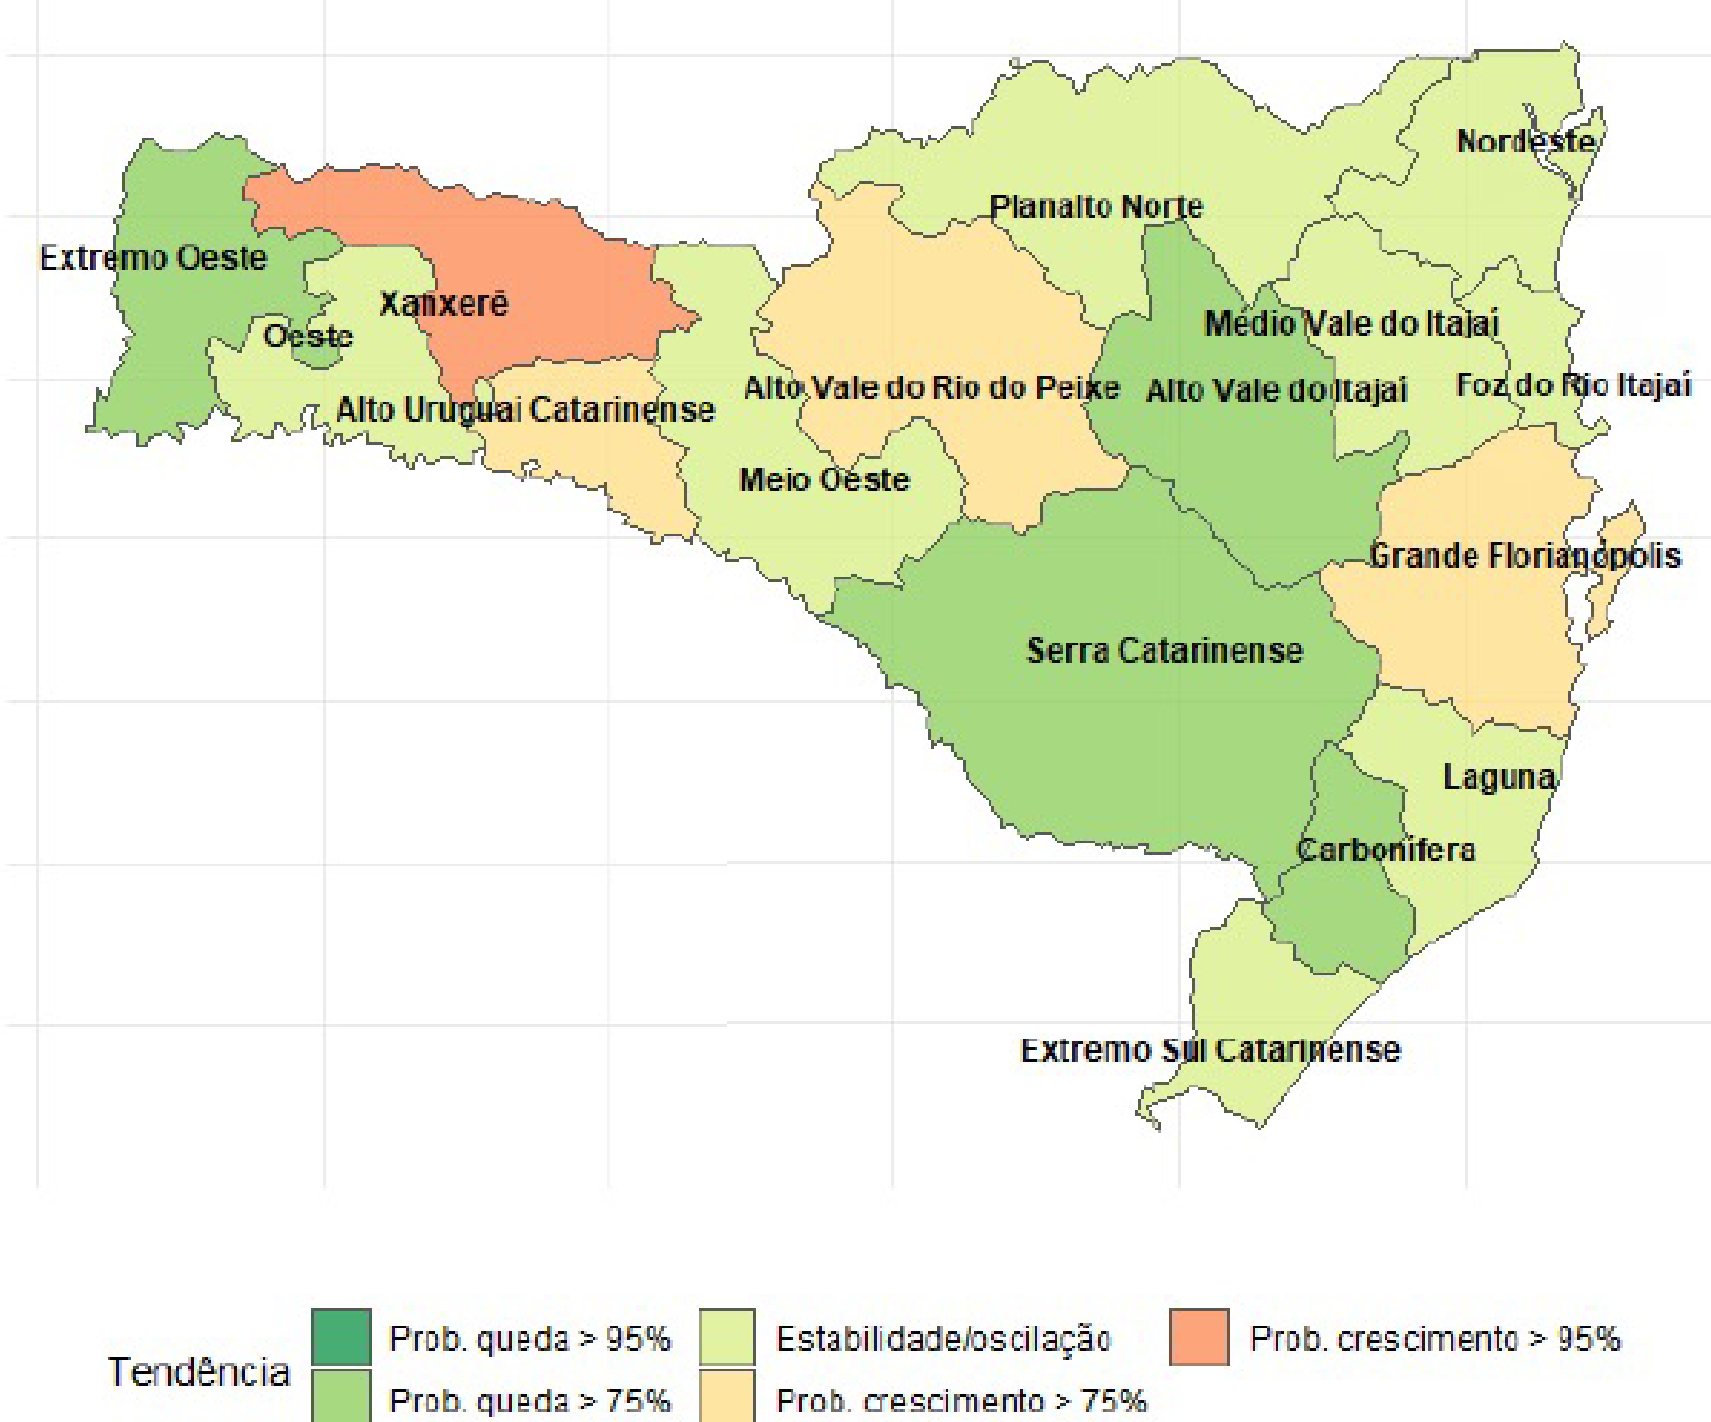 Nordeste
Planalto Norte
Extremo Oeste
Xanxerê
Oeste
Médio Vale do Itajaí
Alto Vale do Rio do Peixe
Alto Vale do Itajaí
Foz do Rio Itajaí
Alto Uruguai Catarinense
Meio Oeste
Grande Florianópolis
Serra Catarinense
Laguna
Carbonífera
Extremo Sul Catarinense
Tendência
Prob. queda > 95%
Prob. queda > 75%
Estabilidade/oscilação
Prob. crescimento > 75%
Prob. crescimento > 95%